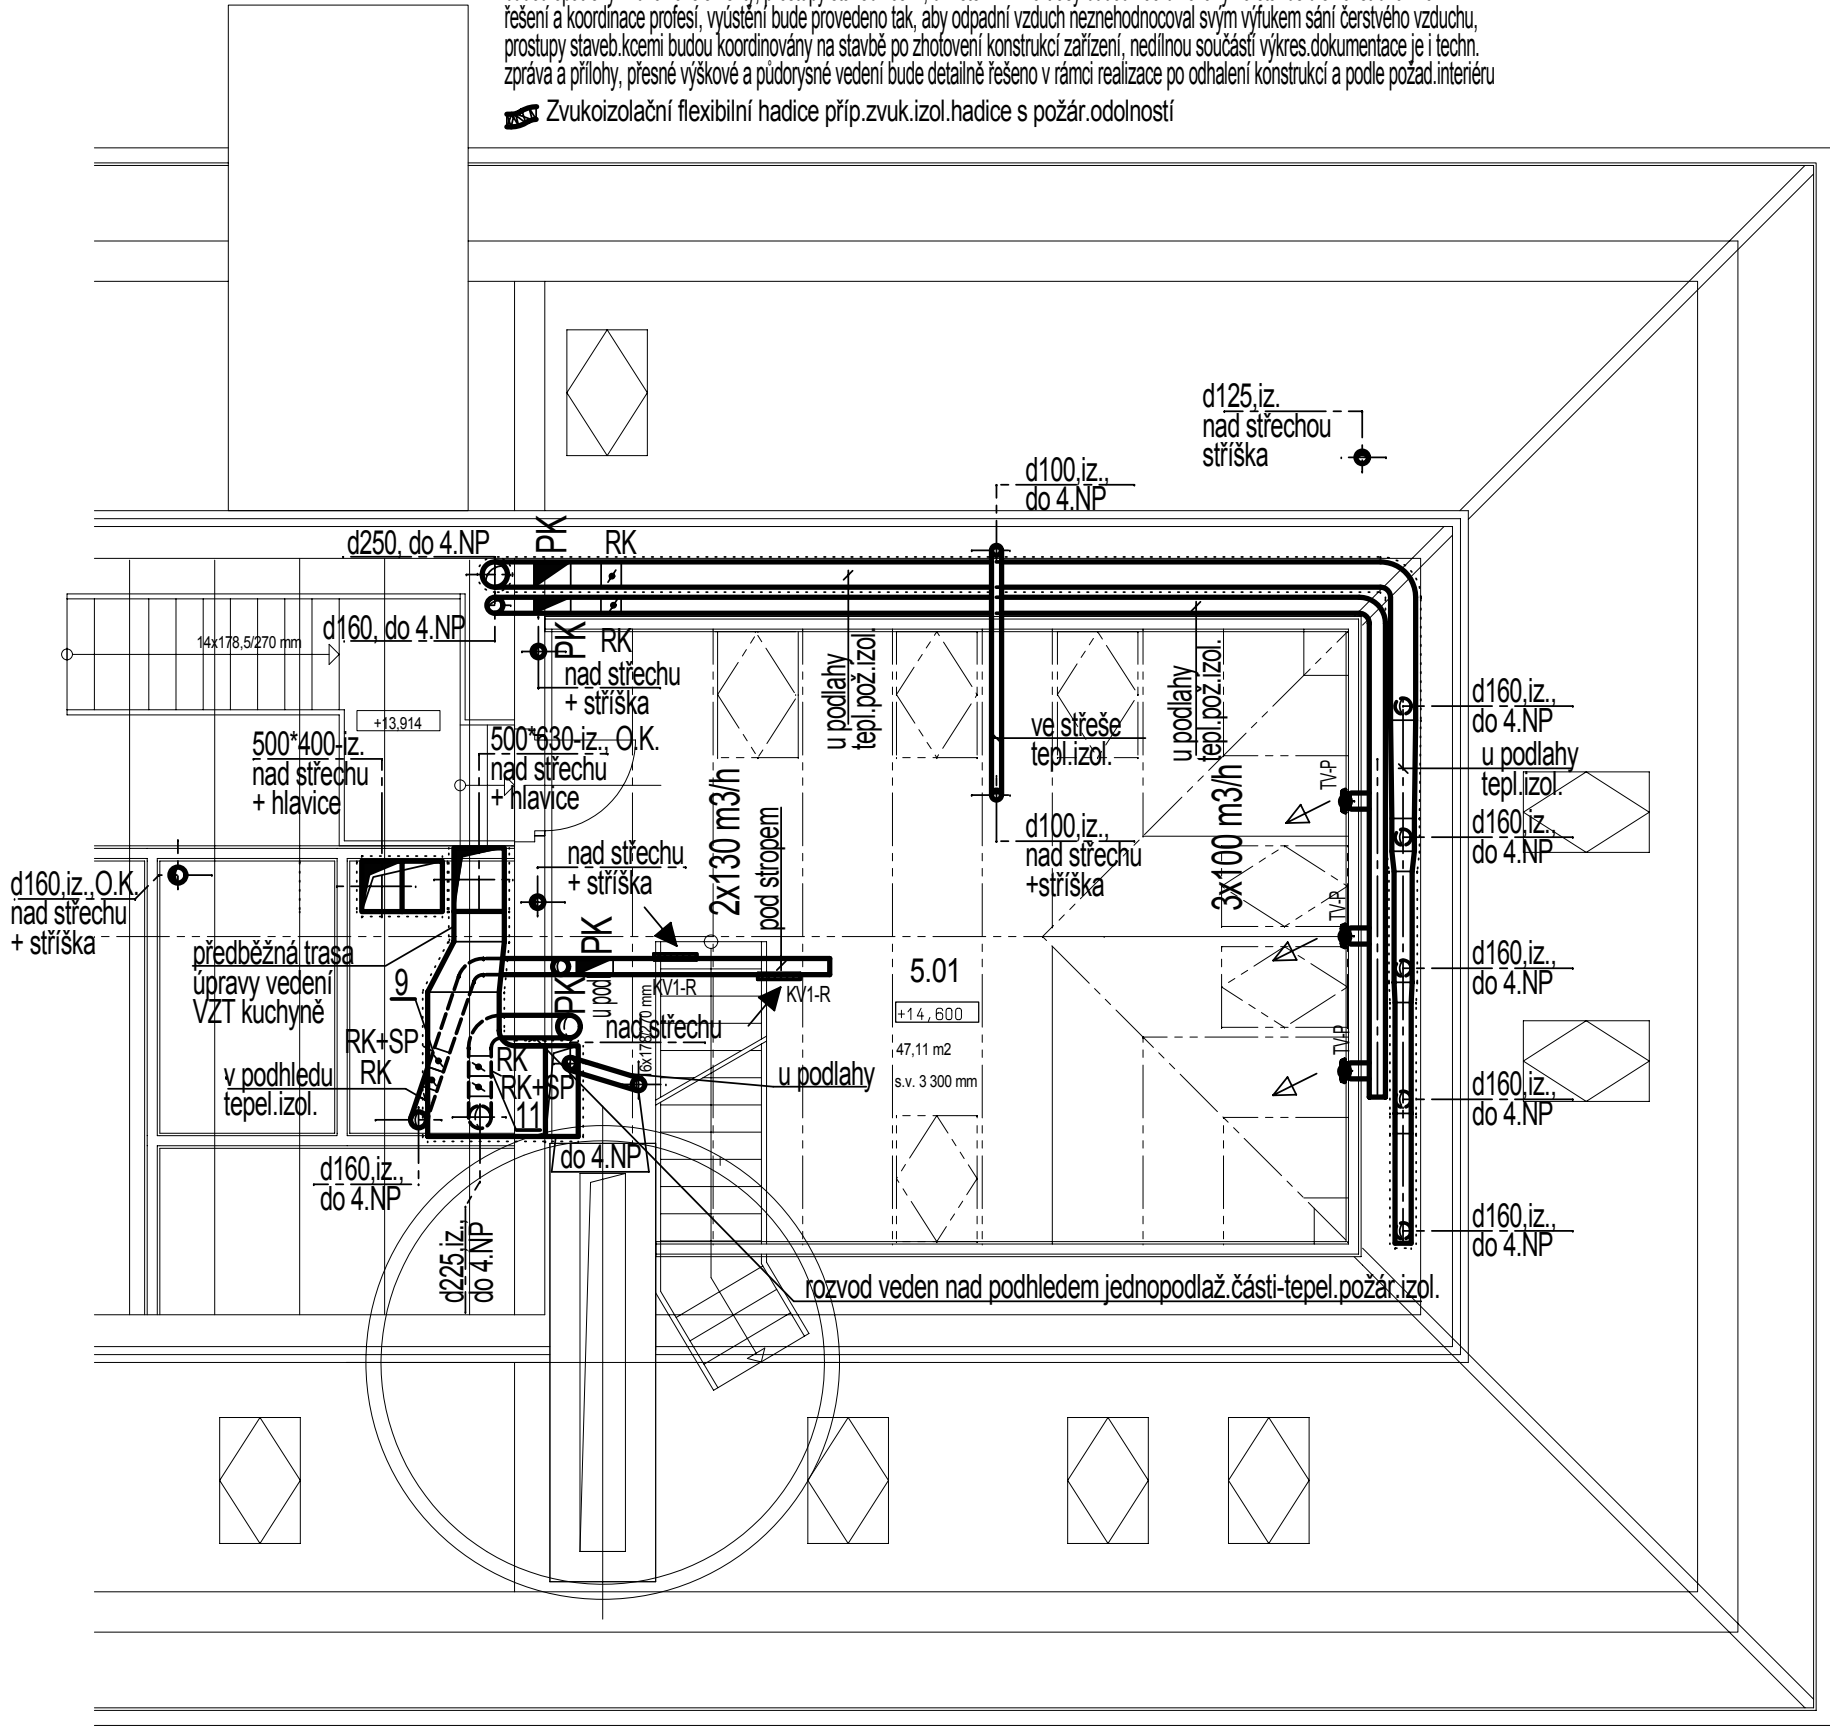 řešení a koordinace profesí, vyústění bude provedeno tak, aby odpadní vzduch neznehodnocoval svým výfukem sání čerstvého vzduchu,
prostupy staveb.kcemi budou koordinovány na stavbě po zhotovení konstrukcí zařízení, nedílnou součástí výkres.dokumentace je i techn.
zpráva a přílohy, přesné výškové a půdorysné vedení bude detailně řešeno v rámci realizace po odhalení konstrukcí a podle požad.interiéru
Zvukoizolační flexibilní hadice příp.zvuk.izol.hadice s požár.odolností
d125,iz.
nad střechou
stříška
d100,iz.,
do 4.NP
d250, do 4.NP
PK
RK
d160, do 4.NP
PK
RK
nad střechu
+ stříška
14x178,5/270 mm
+13,914
500*400-iz.
nad střechu
+ hlavice
500*630-iz., O.K.
nad střechu
+ hlavice
u podlahy
tepl.pož.izol.
ve střeše
tepl.izol.
u podlahy
tepl.pož.izol.
d160,iz.,
do 4.NP
u podlahy
tepl.izol.
d160,iz.,
do 4.NP
TV-P
2x130 m3/h
pod stropem
3x100 m3/h
d100,iz.,
nad střechu
+stříška
nad střechu
+ stříška
d160,iz.,O.K.
nad střechu
+ stříška
předběžná trasa
úpravy vedení
VZT kuchyně
9
PK
PK
u pod
KV1-R
KV1-R
nad střechu
16x178/270 mm
5.01
+14,600
47,11 m2
s.v. 3 300 mm
TV-P
d160,iz.,
do 4.NP
TV-P
RK+SP
RK
RK
RK+SP
11
v podhledu
tepel.izol.
u podlahy
d160,iz.,
do 4.NP
do 4.NP
d160,iz.,
do 4.NP
d225,iz.,
do 4.NP
d160,iz.,
do 4.NP
rozvod veden nad podhledem jednopodlaž.části-tepel.požár.izol.